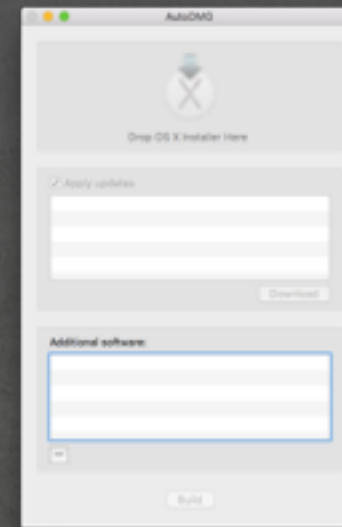 AutoDMG
Drop OS X Installer Here
Apply updates
Download
Additional software:
Build